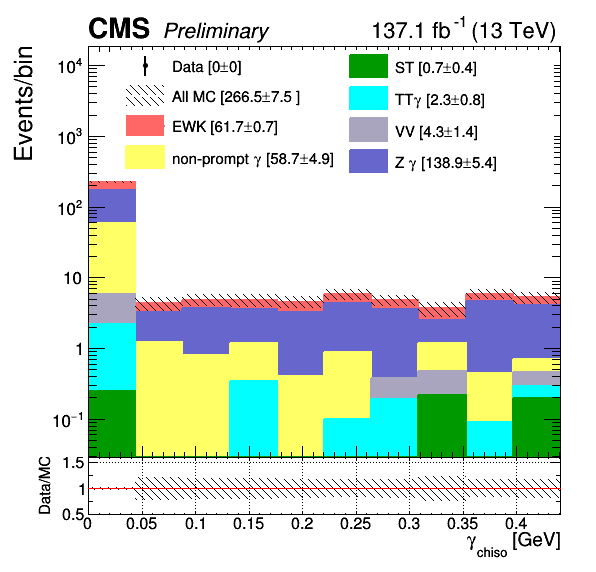 CMS Preliminary 137.1 fb⁻¹ (13 TeV)
Events/bin
Data [0±0]
All MC [266.5±7.5 ]
EWK [61.7±0.7]
non-prompt γ [58.7±4.9]
ST [0.7±0.4]
TTγ [2.3±0.8]
VV [4.3±1.4]
Z γ [138.9±5.4]
10⁴
10³
10²
10
1
10⁻¹
Data/MC
1.5
1
0.5
0 0.05 0.1 0.15 0.2 0.25 0.3 0.35 0.4
γchiso [GeV]